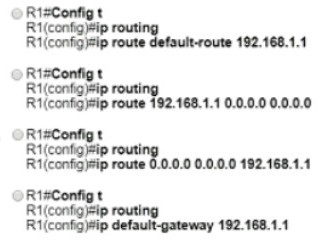 R1#Config t
R1(config)#ip routing
R1(config)#ip route default-route 192.168.1.1
R1#Config t
R1(config)#ip routing
R1(config)#ip route 192.168.1.1 0.0.0.0 0.0.0.0
R1#Config t
R1(config)#ip routing
R1(config)#ip route 0.0.0.0 0.0.0.0 192.168.1.1
R1#Config t
R1(config)#ip routing
R1(config)#ip default-gateway 192.168.1.1